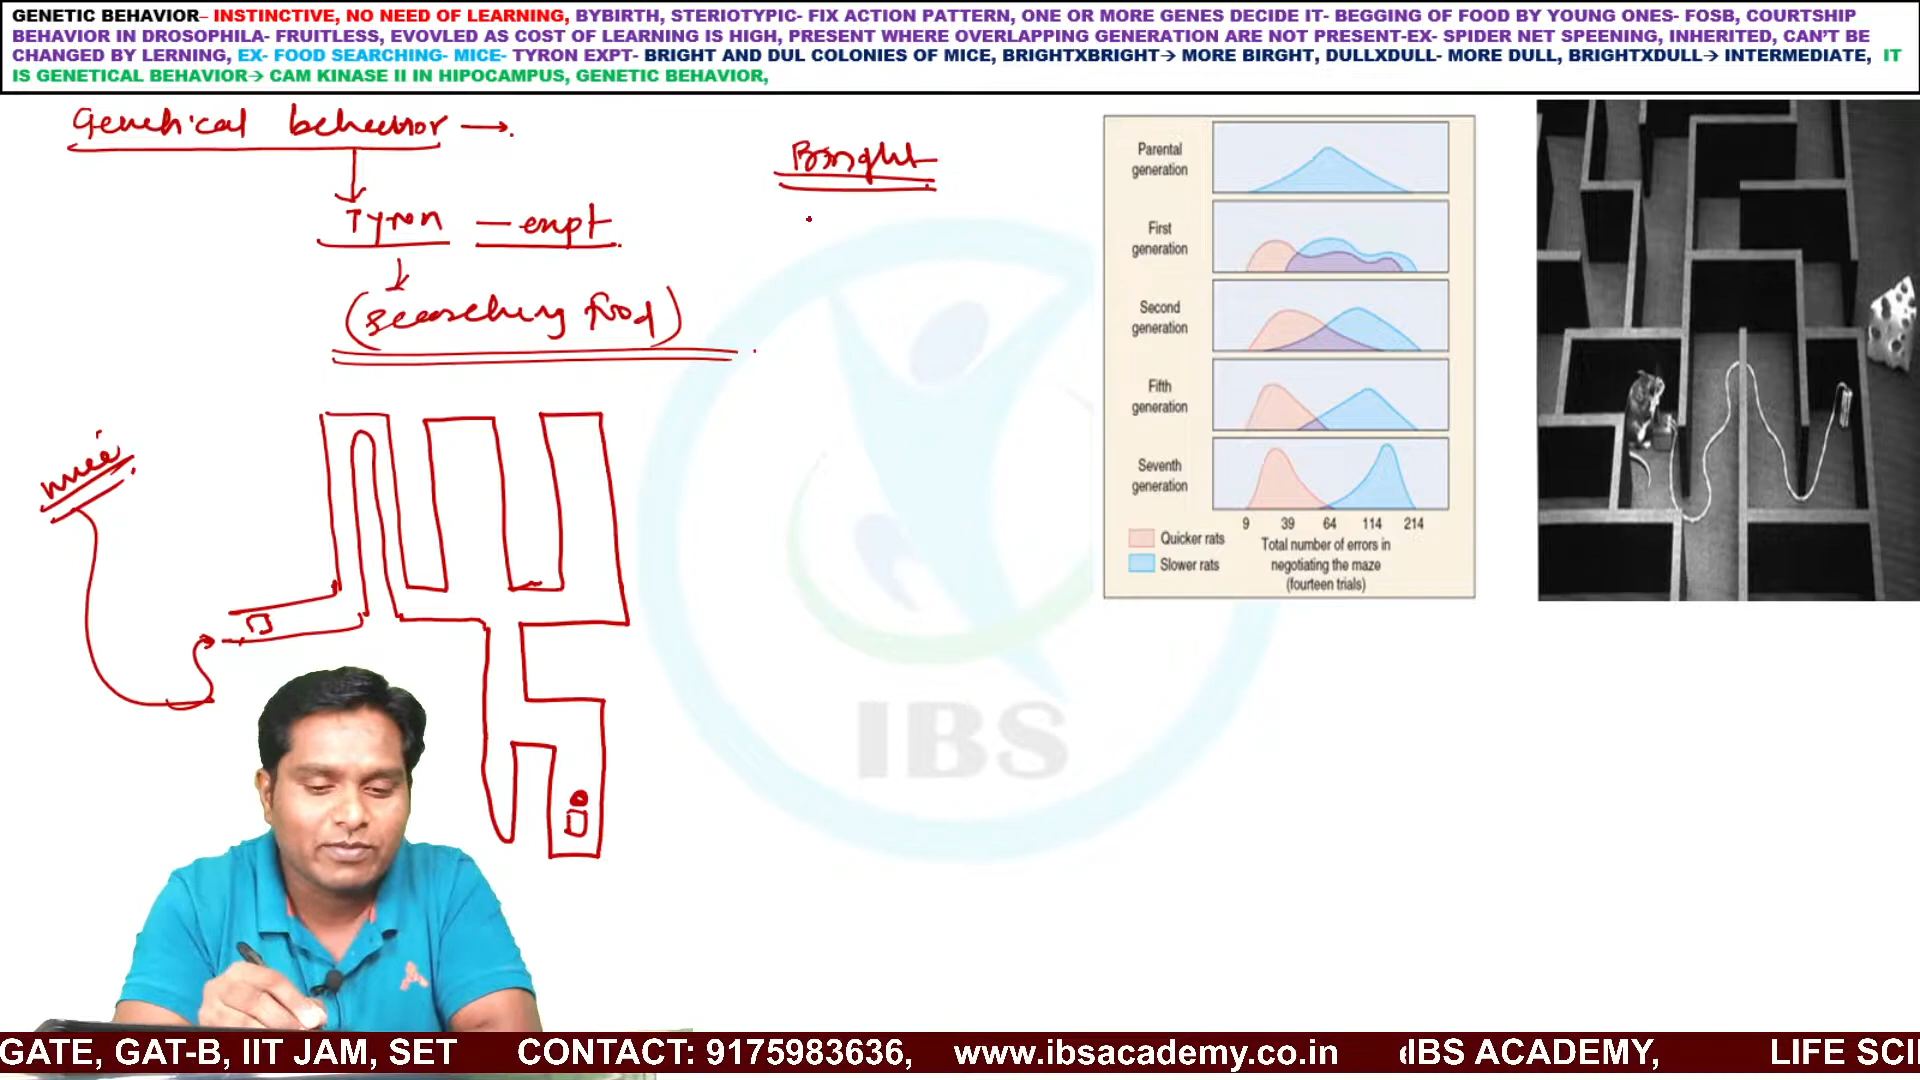 GENETIC BEHAVIOR– INSTINCTIVE, NO NEED OF LEARNING, BYBIRTH, STERIOTYPIC- FIX ACTION PATTERN, ONE OR MORE GENES DECIDE IT- BEGGING OF FOOD BY YOUNG ONES- FOSB, COURTSHIP
BEHAVIOR IN DROSOPHILA- FRUITLESS, EVOVLED AS COST OF LEARNING IS HIGH, PRESENT WHERE OVERLAPPING GENERATION ARE NOT PRESENT-EX- SPIDER NET SPEENING, INHERITED, CAN'T BE
CHANGED BY LERNING, EX- FOOD SEARCHING- MICE- TYRON EXPT- BRIGHT AND DUL COLONIES OF MICE, BRIGHTXBRIGHT→ MORE BIRGHT, DULLXDULL- MORE DULL, BRIGHTXDULL→ INTERMEDIATE, IT
IS GENETICAL BEHAVIOR→ CAM KINASE II IN HIPOCAMPUS, GENETIC BEHAVIOR,
Genetical behavior →
Bright
Tyron — expt
(searching food)
mice
Parental
generation
First
generation
Second
generation
Fifth
generation
Seventh
generation
9 39 64 114 214
Quicker rats
Slower rats
Total number of errors in
negotiating the maze
(fourteen trials)
IBS
GATE, GAT-B, IIT JAM, SET CONTACT: 9175983636, www.ibsacademy.co.in IBS ACADEMY, LIFE SCI